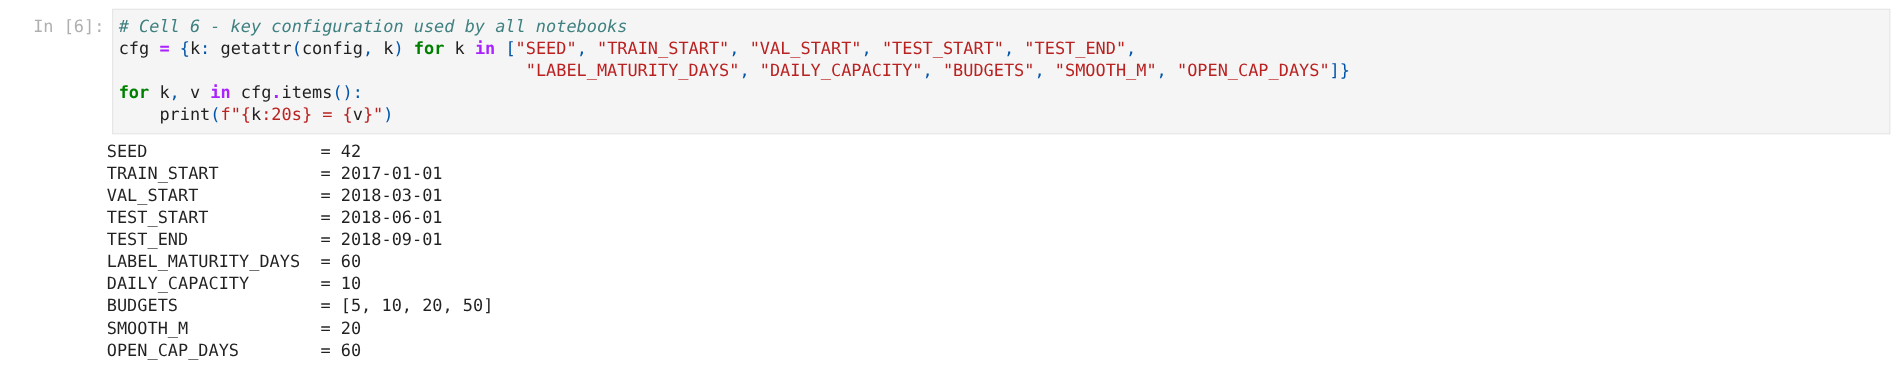 In [6]: # Cell 6 - key configuration used by all notebooks
cfg = {k: getattr(config, k) for k in ["SEED", "TRAIN_START", "VAL_START", "TEST_START", "TEST_END",
"LABEL_MATURITY_DAYS", "DAILY_CAPACITY", "BUDGETS", "SMOOTH_M", "OPEN_CAP_DAYS"]}
for k, v in cfg.items():
    print(f"{k:20s} = {v}")
SEED                 = 42
TRAIN_START          = 2017-01-01
VAL_START            = 2018-03-01
TEST_START           = 2018-06-01
TEST_END             = 2018-09-01
LABEL_MATURITY_DAYS  = 60
DAILY_CAPACITY       = 10
BUDGETS              = [5, 10, 20, 50]
SMOOTH_M             = 20
OPEN_CAP_DAYS        = 60